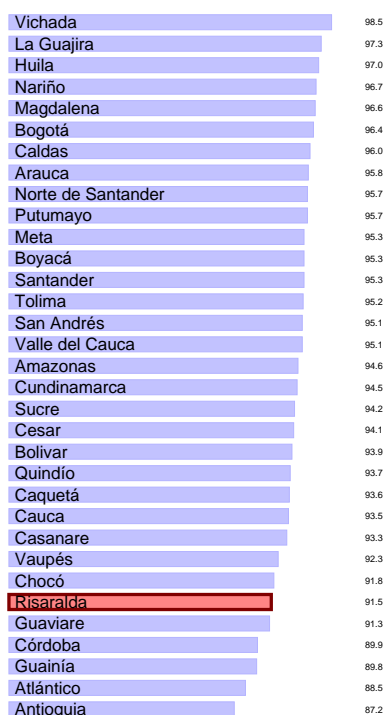 Vichada 98.5
La Guajira 97.3
Huila 97.0
Nariño 96.7
Magdalena 96.6
Bogotá 96.4
Caldas 96.0
Arauca 95.8
Norte de Santander 95.7
Putumayo 95.7
Meta 95.3
Boyacá 95.3
Santander 95.3
Tolima 95.2
San Andrés 95.1
Valle del Cauca 95.1
Amazonas 94.6
Cundinamarca 94.5
Sucre 94.2
Cesar 94.1
Bolivar 93.9
Quindío 93.7
Caquetá 93.6
Cauca 93.5
Casanare 93.3
Vaupés 92.3
Chocó 91.8
Risaralda 91.5
Guaviare 91.3
Córdoba 89.9
Guainía 89.8
Atlántico 88.5
Antioquia 87.2